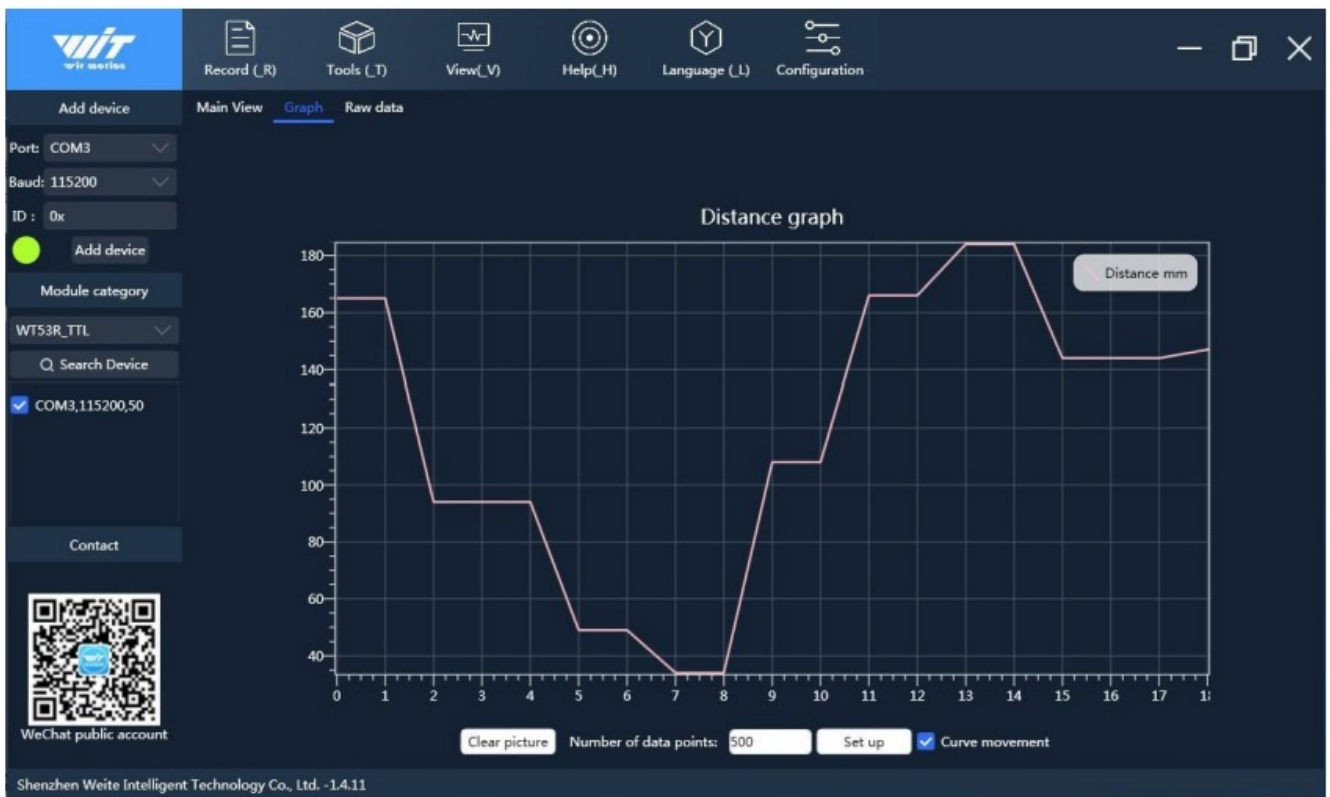 WiT
wit motion
Record (_R)
Tools (_T)
View(_V)
Help(_H)
Language (_L)
Configuration
Add device
Main View
Graph
Raw data
Port: COM3
Baud: 115200
ID : 0x
Add device
Module category
WT53R_TTL
Search Device
COM3,115200,50
Contact
WeChat public account
Distance graph
Distance mm
180
160
140
120
100
80
60
40
0 1 2 3 4 5 6 7 8 9 10 11 12 13 14 15 16 17
Clear picture
Number of data points: 500
Set up
Curve movement
Shenzhen Weite Intelligent Technology Co., Ltd. -1.4.11